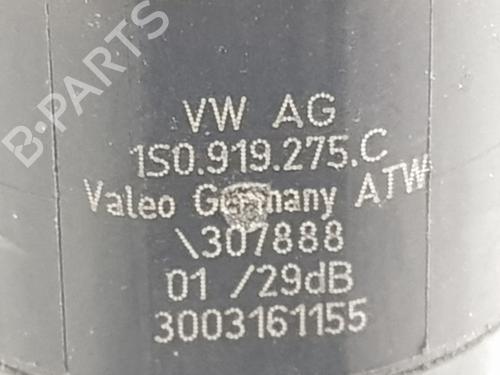 VW AG
1S0.919.275.C
Valeo Germany ATW
\307888
01 /29dB
3003161155
B-PARTS